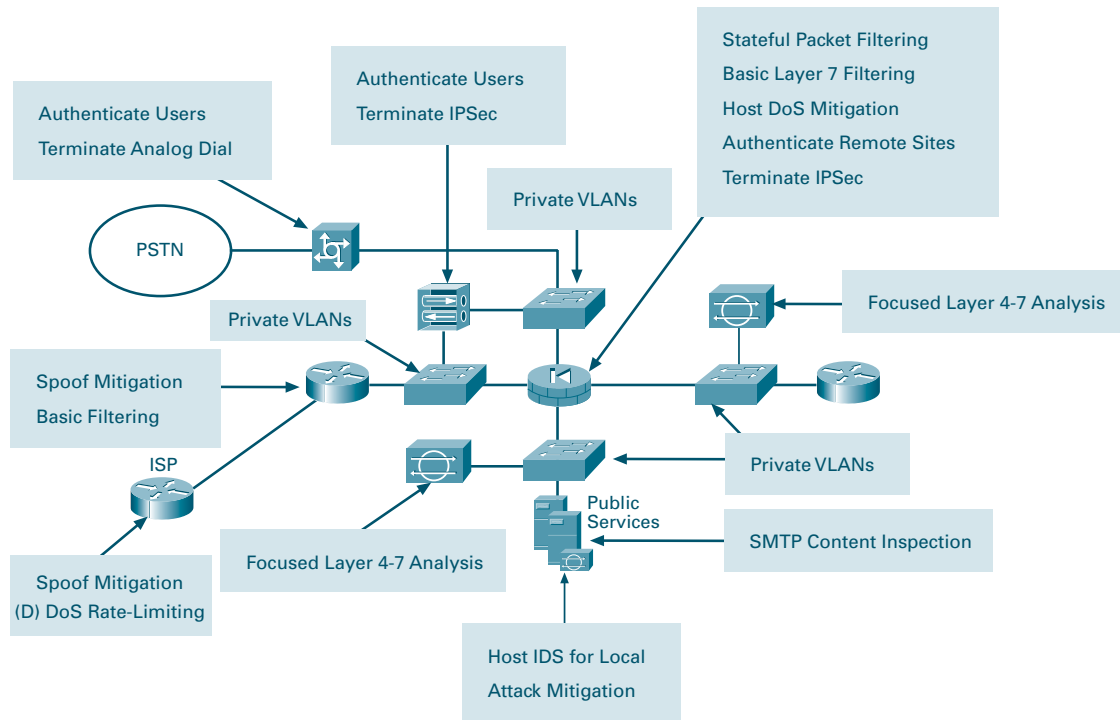 Stateful Packet Filtering
Basic Layer 7 Filtering
Host DoS Mitigation
Authenticate Remote Sites
Terminate IPSec
Authenticate Users
Terminate IPSec
Authenticate Users
Terminate Analog Dial
Private VLANs
PSTN
Focused Layer 4-7 Analysis
Private VLANs
Spoof Mitigation
Basic Filtering
ISP
Private VLANs
Public
Services
Focused Layer 4-7 Analysis
SMTP Content Inspection
Spoof Mitigation
(D) DoS Rate-Limiting
Host IDS for Local
Attack Mitigation